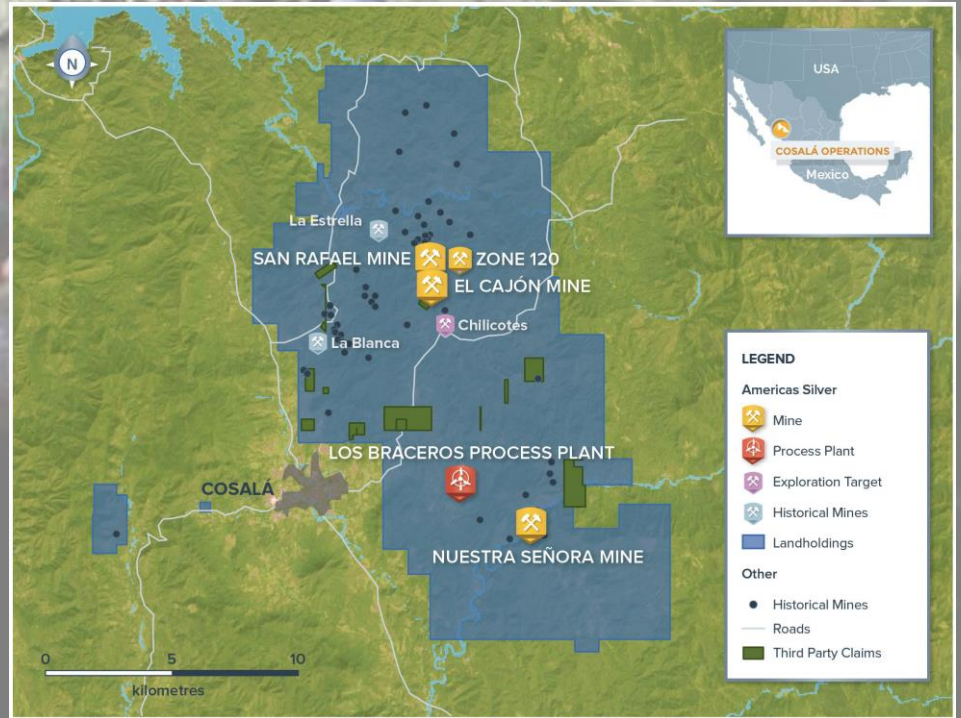 N
USA
COSALÁ OPERATIONS
Mexico
La Estrella
SAN RAFAEL MINE
ZONE 120
EL CAJÓN MINE
Chilicotes
La Blanca
LOS BRACEROS PROCESS PLANT
COSALÁ
NUESTRA SEÑORA MINE
0 5 10
kilometres
LEGEND
Americas Silver
Mine
Process Plant
Exploration Target
Historical Mines
Landholdings
Other
Historical Mines
Roads
Third Party Claims